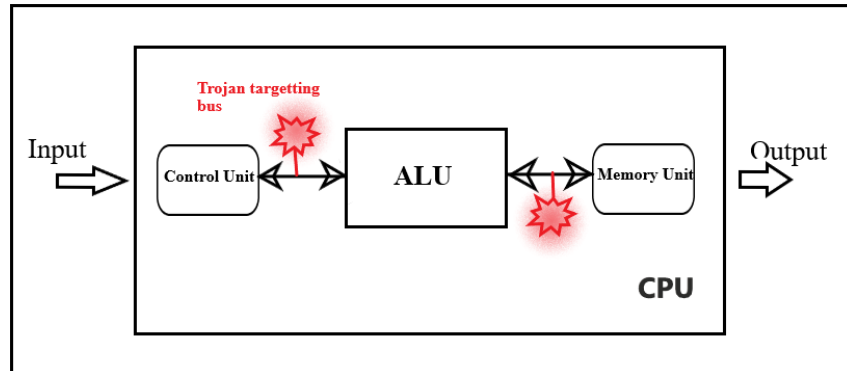 Trojan targetting
bus
Input
Control Unit
ALU
Memory Unit
Output
CPU